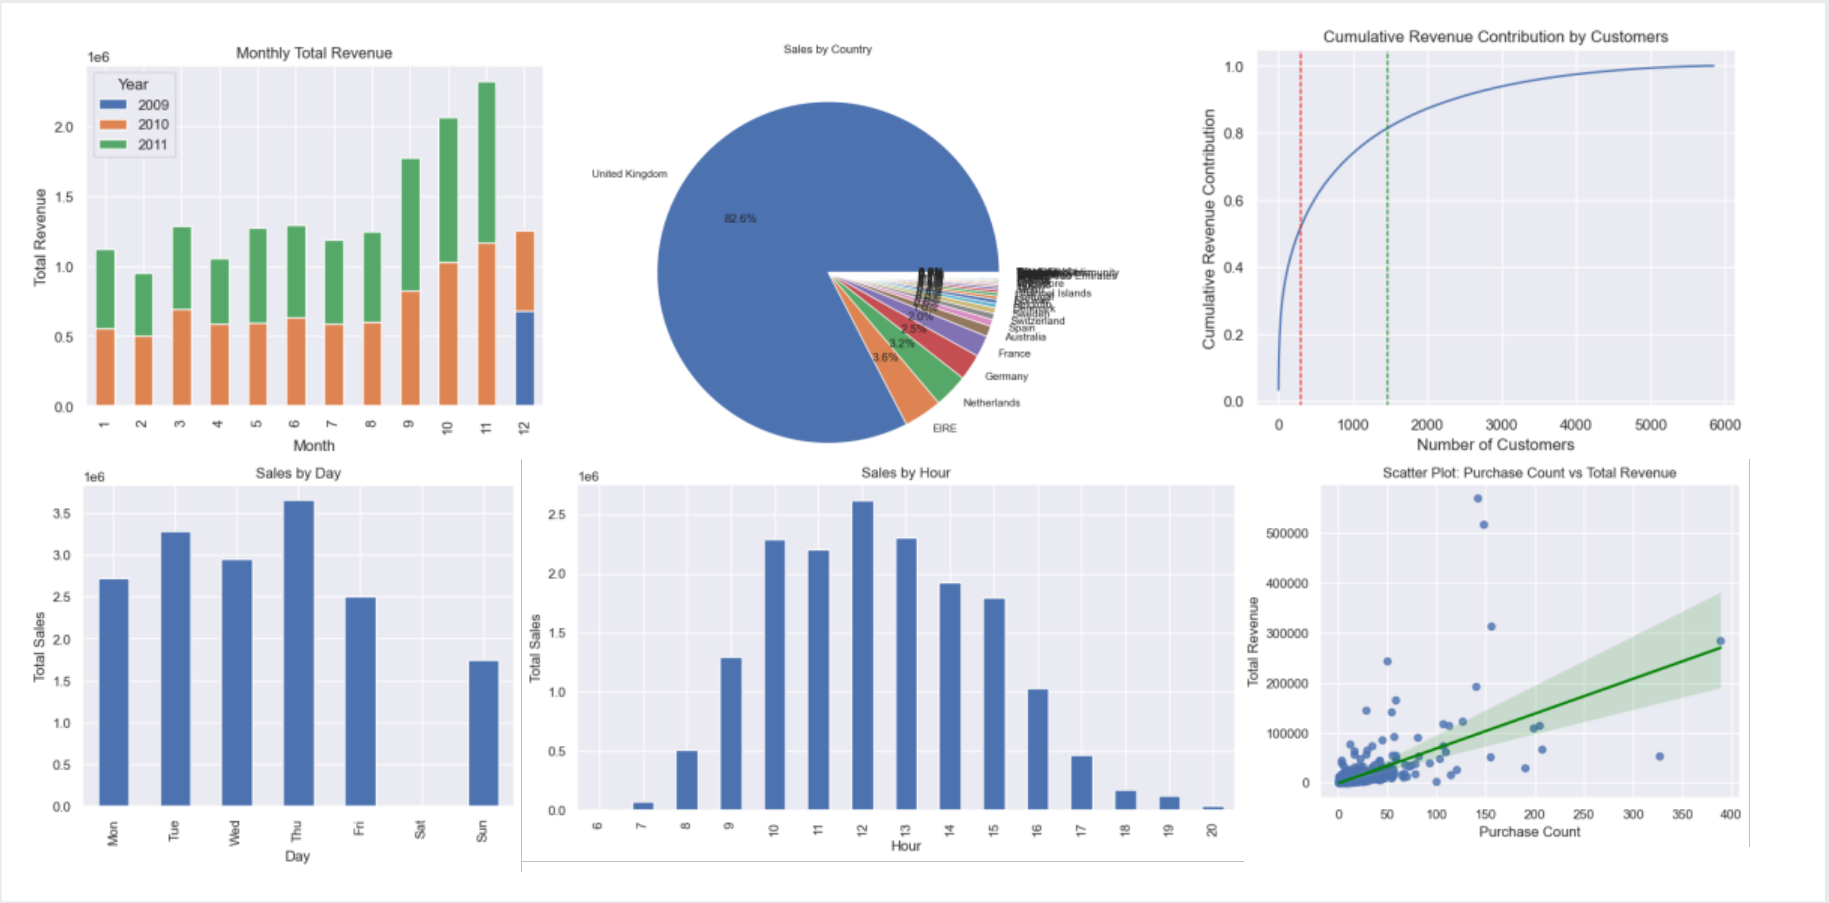 Monthly Total Revenue
1e6
Year
2009
2010
2011
2.0
1.5
1.0
0.5
0.0
Total Revenue
1 2 3 4 5 6 7 8 9 10 11 12
Month
Sales by Country
United Kingdom
82.6%
2.0%
2.5%
3.2%
3.6%
Switzerland
Spain
Australia
France
Germany
Netherlands
EIRE
Cumulative Revenue Contribution by Customers
1.0
0.8
0.6
0.4
0.2
0.0
Cumulative Revenue Contribution
0 1000 2000 3000 4000 5000 6000
Number of Customers
Sales by Day
1e6
3.5
3.0
2.5
2.0
1.5
1.0
0.5
0.0
Total Sales
Mon Tue Wed Thu Fri Sat Sun
Day
Sales by Hour
1e6
2.5
2.0
1.5
1.0
0.5
0.0
Total Sales
6 7 8 9 10 11 12 13 14 15 16 17 18 19 20
Hour
Scatter Plot: Purchase Count vs Total Revenue
500000
400000
300000
200000
100000
0
Total Revenue
0 50 100 150 200 250 300 350 400
Purchase Count